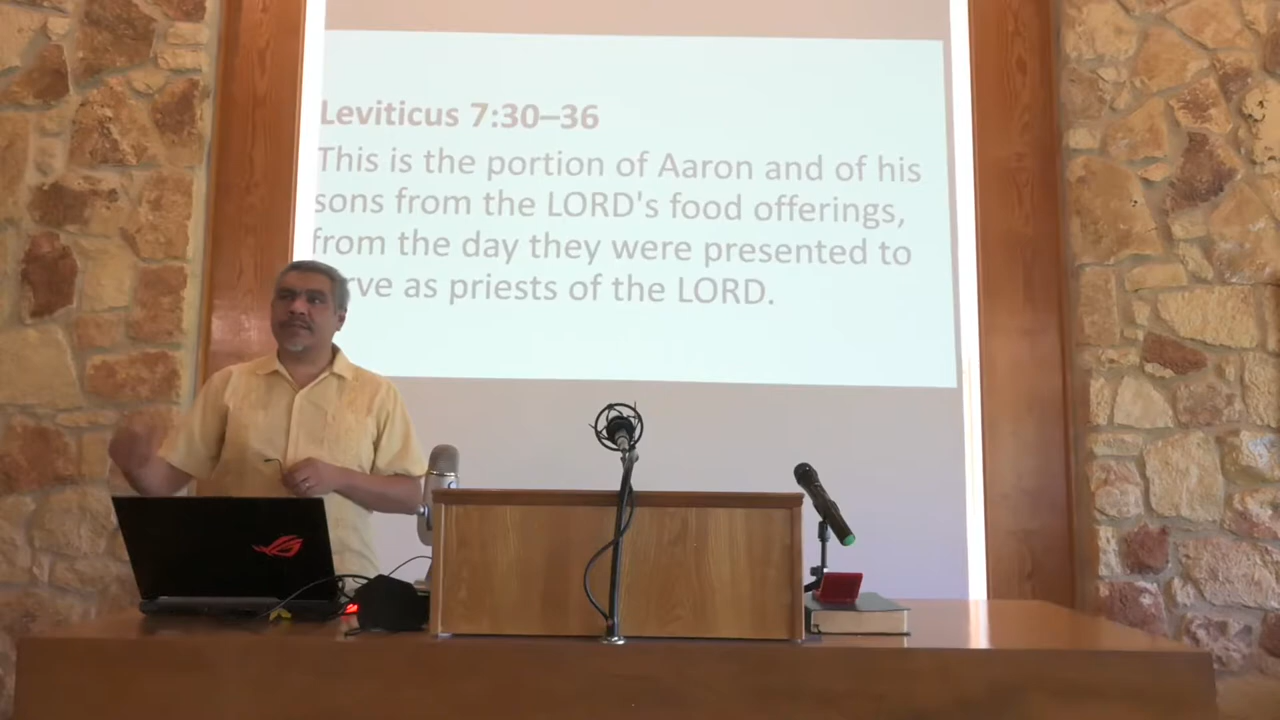 Leviticus 7:30–36
This is the portion of Aaron and of his
sons from the LORD's food offerings,
from the day they were presented to
rve as priests of the LORD.